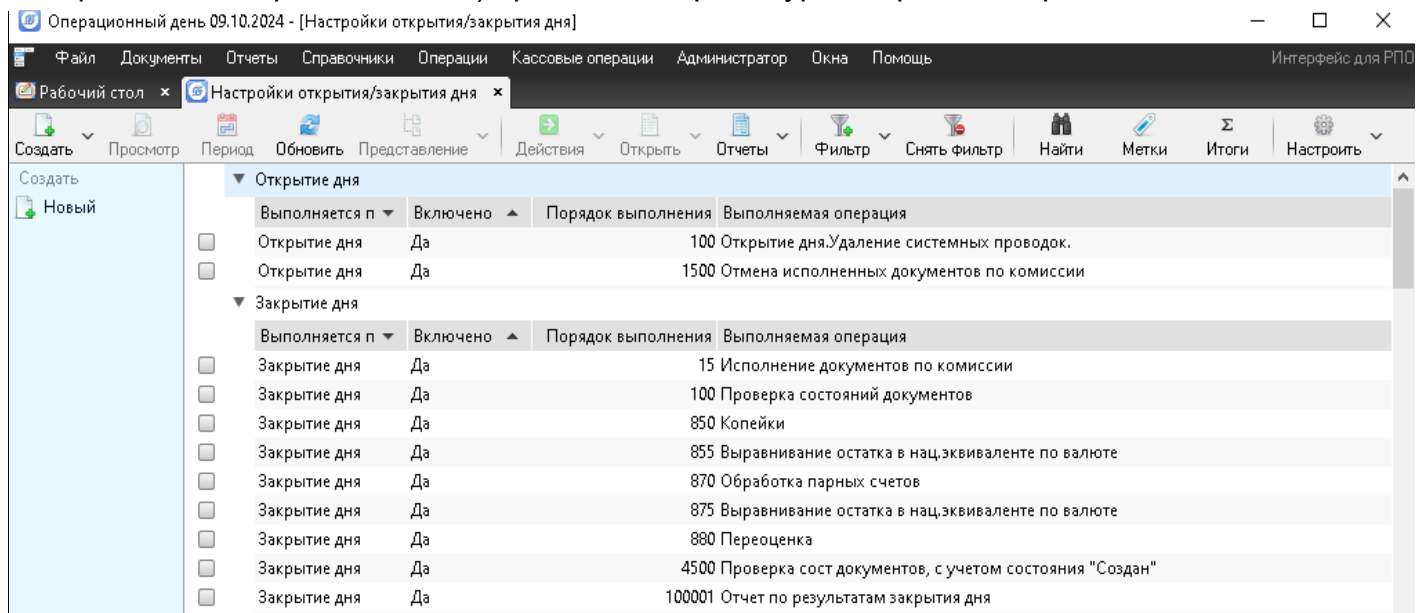 Операционный день 09.10.2024 - [Настройки открытия/закрытия дня]
Файл Документы Отчеты Справочники Операции Кассовые операции Администратор Окна Помощь Интерфейс для РПО
Рабочий стол × Настройки открытия/закрытия дня ×
Создать Просмотр Период Обновить Представление Действия Открыть Отчеты Фильтр Снять фильтр Найти Метки Итоги Настроить
Создать
Новый
Открытие дня
Выполняется п Включено Порядок выполнения Выполняемая операция
Открытие дня Да 100 Открытие дня.Удаление системных проводок.
Открытие дня Да 1500 Отмена исполненных документов по комиссии
Закрытие дня
Выполняется п Включено Порядок выполнения Выполняемая операция
Закрытие дня Да 15 Исполнение документов по комиссии
Закрытие дня Да 100 Проверка состояний документов
Закрытие дня Да 850 Копейки
Закрытие дня Да 855 Выравнивание остатка в нац.эквиваленте по валюте
Закрытие дня Да 870 Обработка парных счетов
Закрытие дня Да 875 Выравнивание остатка в нац.эквиваленте по валюте
Закрытие дня Да 880 Переоценка
Закрытие дня Да 4500 Проверка сост документов, с учетом состояния "Создан"
Закрытие дня Да 100001 Отчет по результатам закрытия дня